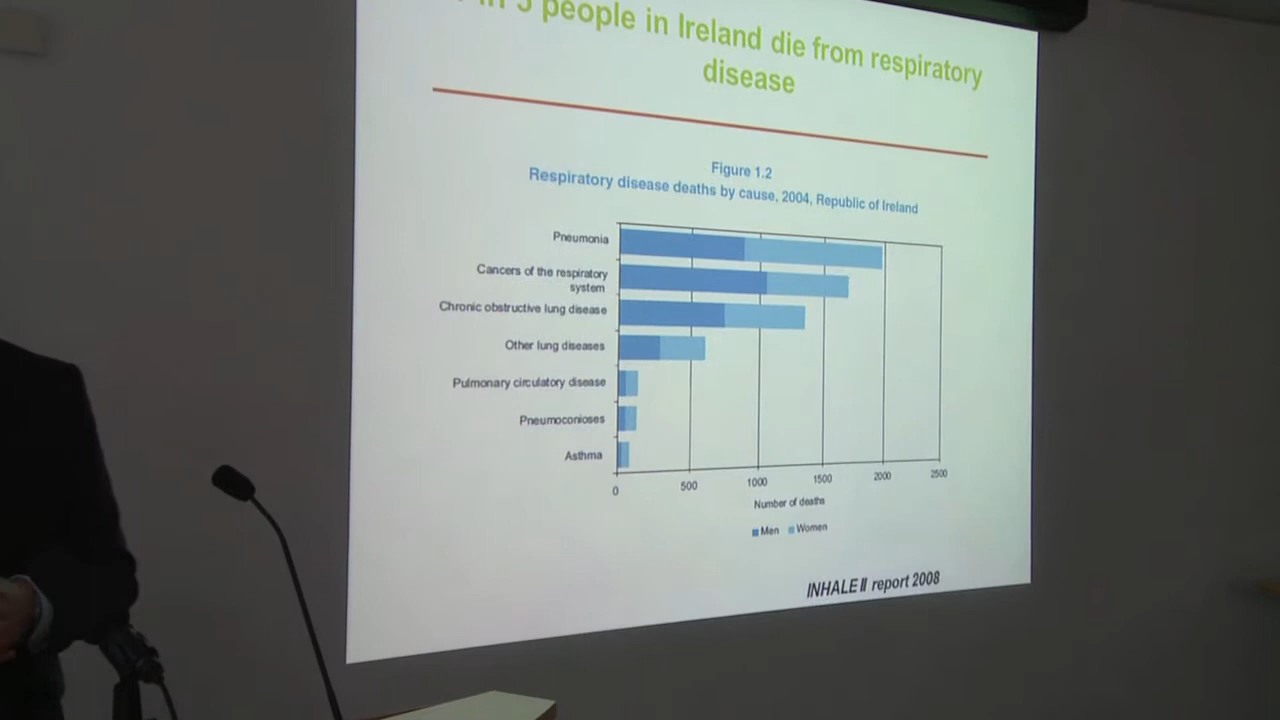 in 5 people in Ireland die from respiratory
disease
Figure 1.2
Respiratory disease deaths by cause, 2004, Republic of Ireland
Pneumonia
Cancers of the respiratory
system
Chronic obstructive lung disease
Other lung diseases
Pulmonary circulatory disease
Pneumoconioses
Asthma
0 500 1000 1500 2000 2500
Number of deaths
Men Women
INHALE II report 2008